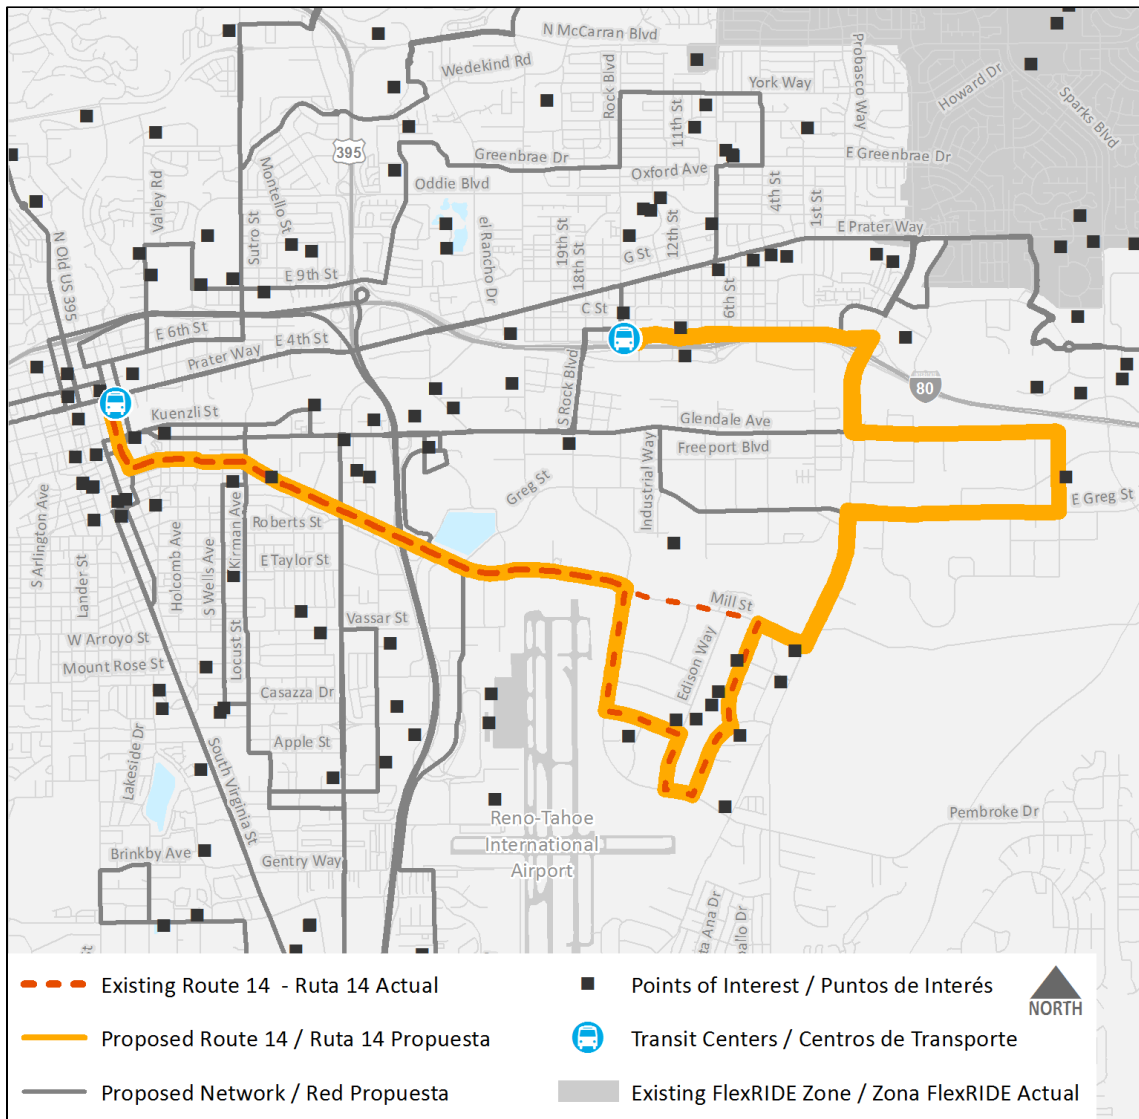 N McCarran Blvd
Wedekind Rd
Rock Blvd
York Way
Probasco Way
Howard Dr
Sparks Blvd
395
11th St
Greenbrae Dr
E Greenbrae Dr
Oxford Ave
Oddie Blvd
Montello St
Valley Rd
Sutro St
4th St
1st St
E Prater Way
N Old US 395
el Rancho Dr
19th St
18th St
G St
12th St
E 9th St
C St
6th St
E 6th St
E 4th St
Prater Way
S Rock Blvd
80
Kuenzli St
Glendale Ave
Freeport Blvd
Industrial Way
Greg St
E Greg St
S Arlington Ave
Lander St
Holcomb Ave
S Wells Ave
Kirman Ave
Roberts St
E Taylor St
Mill St
Vassar St
W Arroyo St
Mount Rose St
Locust St
Edison Way
Casazza Dr
Lakeside Dr
South Virginia St
Apple St
Reno-Tahoe
International
Airport
Pembroke Dr
Brinkby Ave
Gentry Way
ta Ana Dr
eallo Dr
St
Existing Route 14 - Ruta 14 Actual
Points of Interest / Puntos de Interés
NORTH
Proposed Route 14 / Ruta 14 Propuesta
Transit Centers / Centros de Transporte
Proposed Network / Red Propuesta
Existing FlexRIDE Zone / Zona FlexRIDE Actual